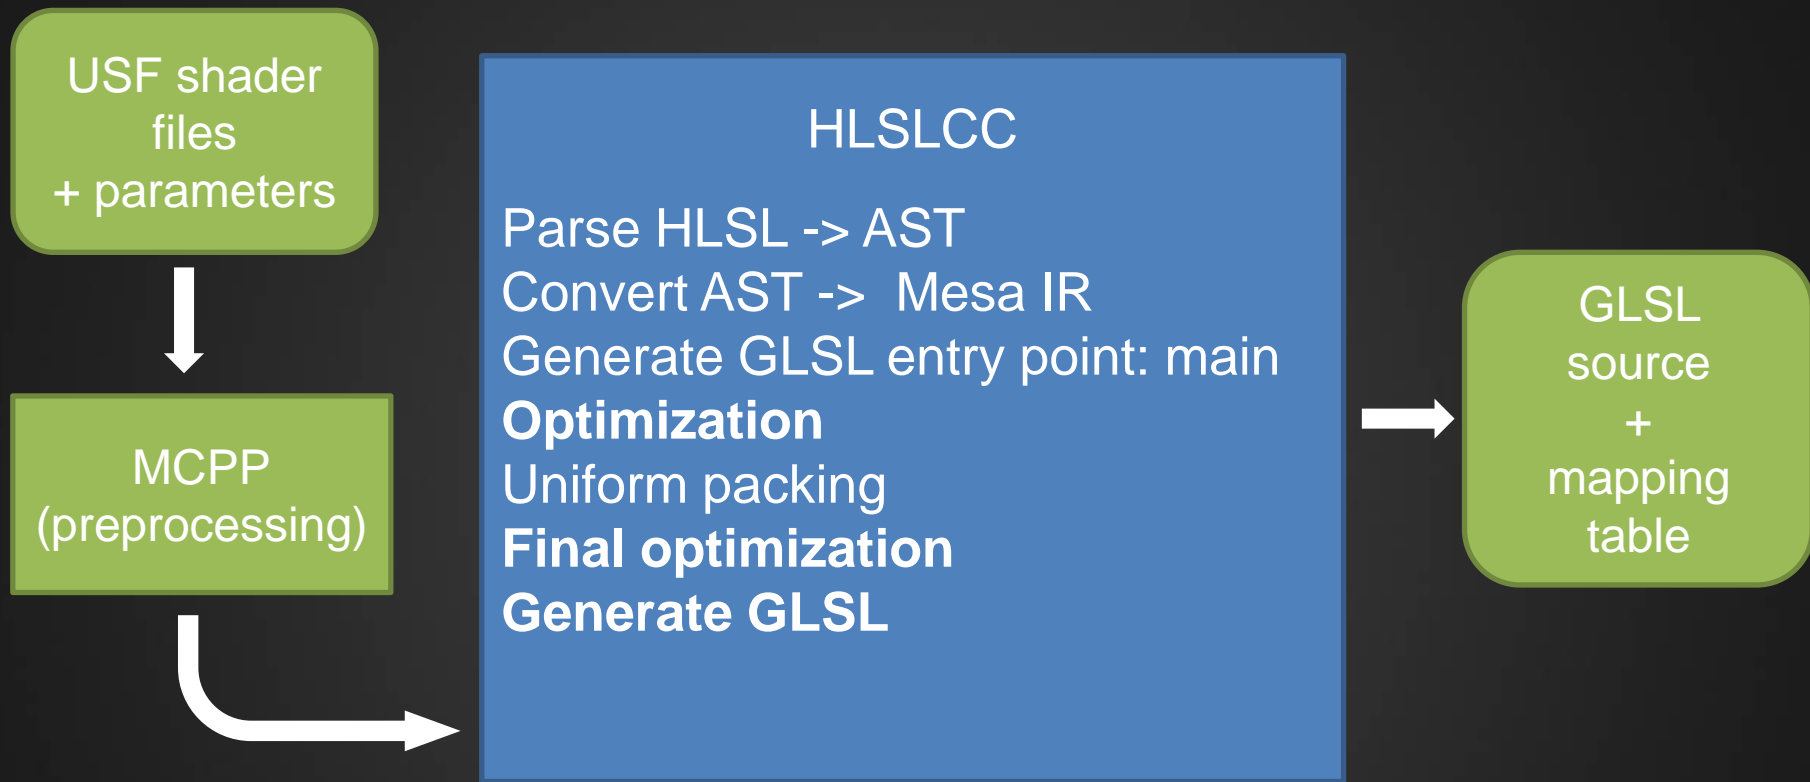 USF shader
files
+ parameters
MCPP
(preprocessing)
HLSLCC
Parse HLSL -> AST
Convert AST -> Mesa IR
Generate GLSL entry point: main
Optimization
Uniform packing
Final optimization
Generate GLSL
GLSL
source
+
mapping
table